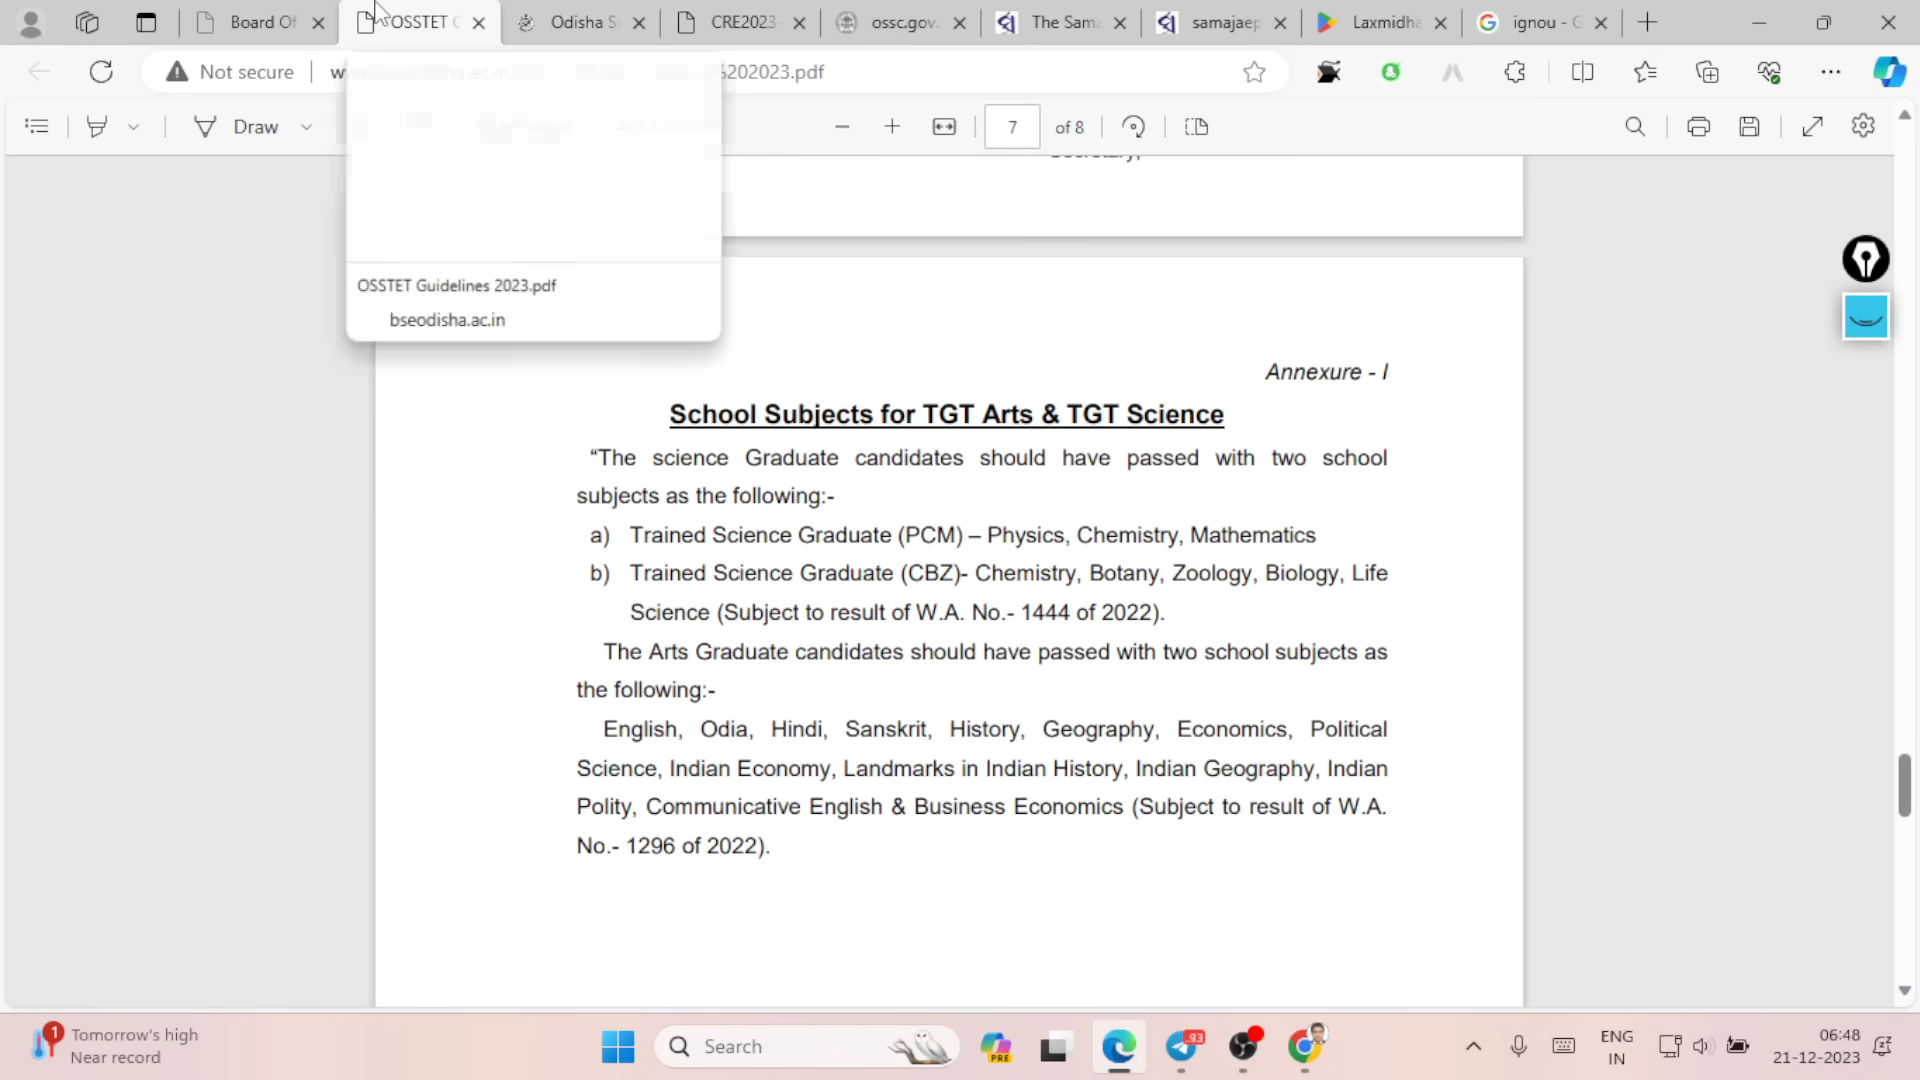 Board Of
OSSTET
Odisha S
CRE2023
ossc.gov.
The Sama
samajaep
Laxmidha
ignou - G
Not secure
202023.pdf
Draw
7
of 8
OSSTET Guidelines 2023.pdf
bseodisha.ac.in
Annexure - I
School Subjects for TGT Arts & TGT Science
“The science Graduate candidates should have passed with two school
subjects as the following:-
a) Trained Science Graduate (PCM) – Physics, Chemistry, Mathematics
b) Trained Science Graduate (CBZ)- Chemistry, Botany, Zoology, Biology, Life
Science (Subject to result of W.A. No.- 1444 of 2022).
The Arts Graduate candidates should have passed with two school subjects as
the following:-
English, Odia, Hindi, Sanskrit, History, Geography, Economics, Political
Science, Indian Economy, Landmarks in Indian History, Indian Geography, Indian
Polity, Communicative English & Business Economics (Subject to result of W.A.
No.- 1296 of 2022).
1
Tomorrow's high
Near record
Search
PRE
93
ENG
IN
06:48
21-12-2023